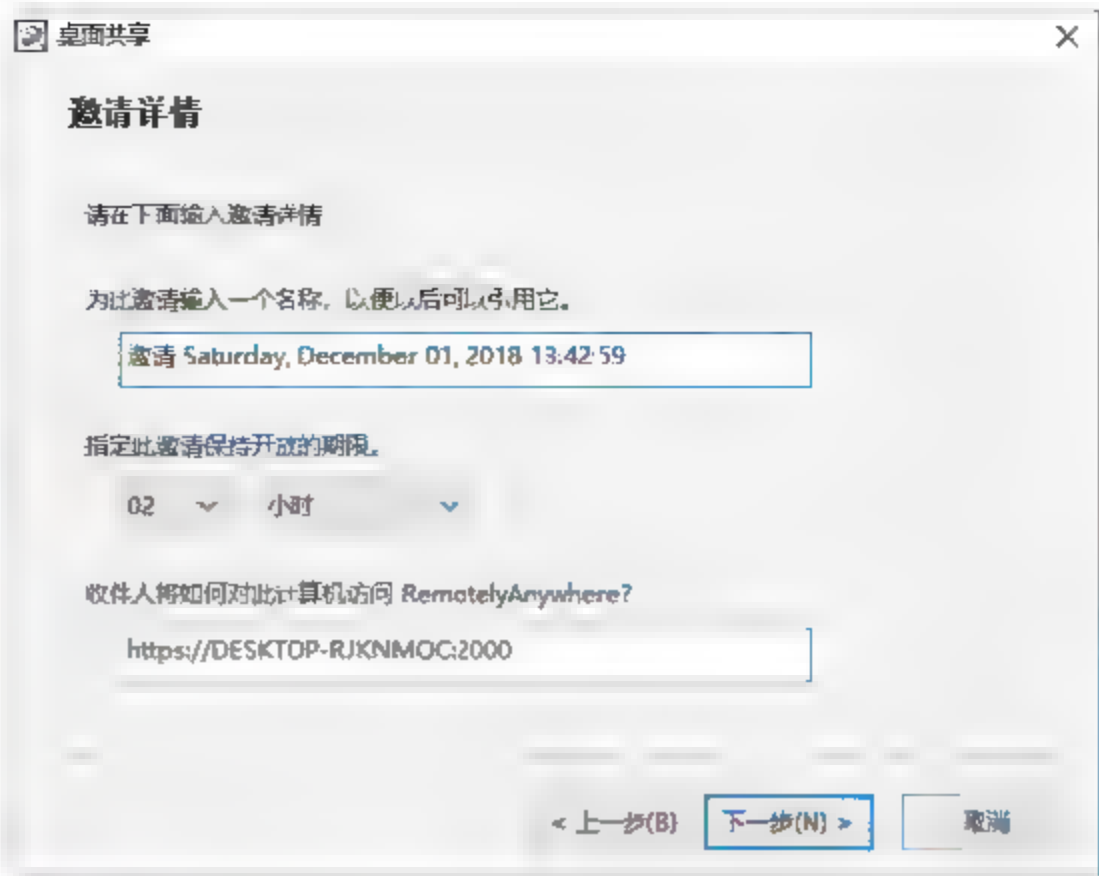 桌面共享
邀请详情
请在下面输入邀请详情
为此邀请输入一个名称，以便以后可以引用它。
邀请 Saturday, December 01, 2018 13:42:59
指定此邀请保持开放的期限。
02 小时
收件人将如何对此计算机访问 RemotelyAnywhere?
https://DESKTOP-RJKNMOC:2000
< 上一步(B) 下一步(N) > 取消